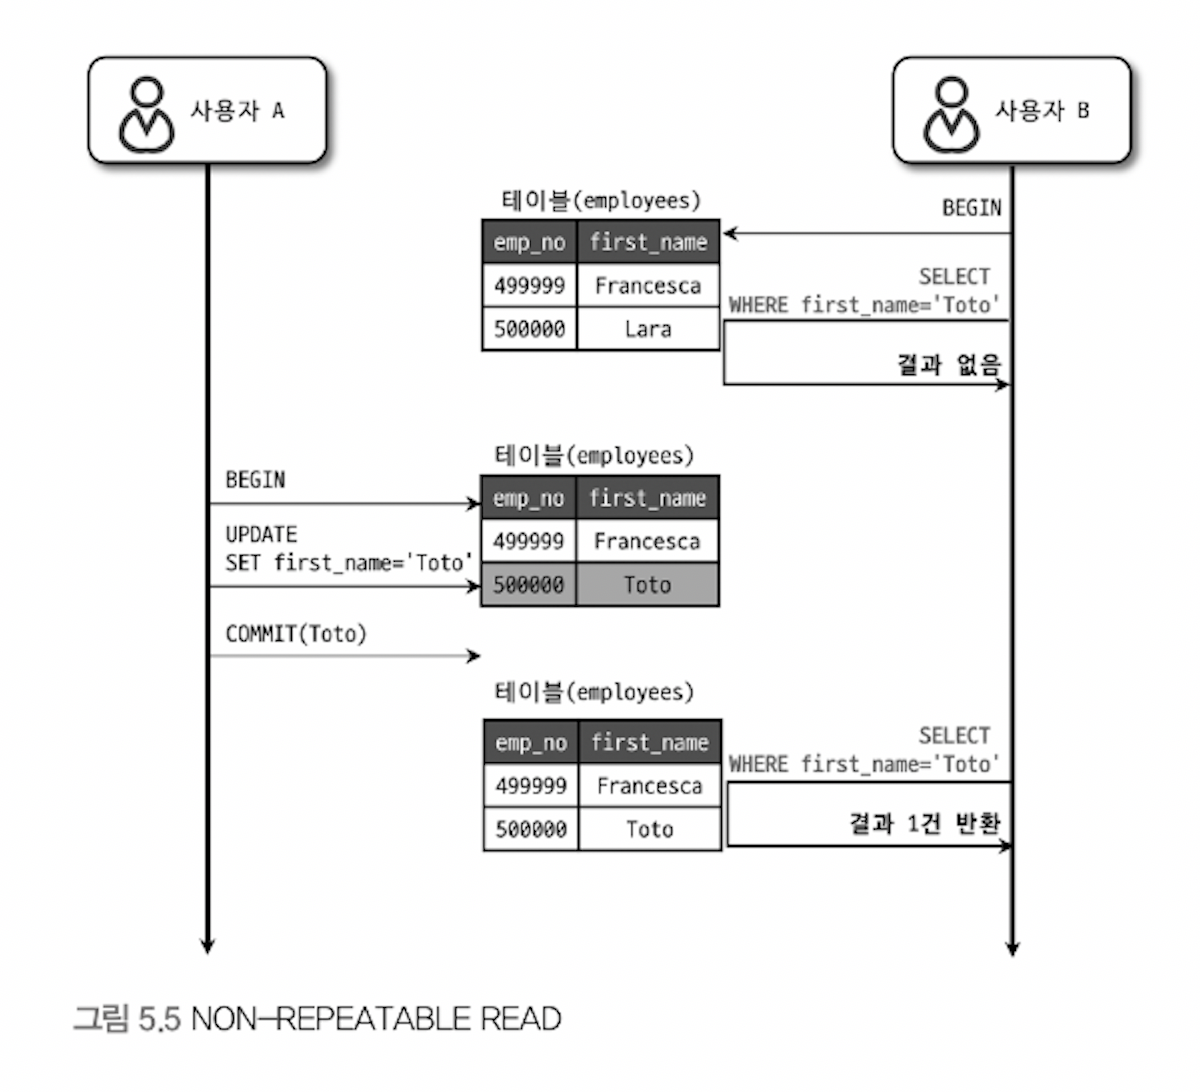 사용자 A
사용자 B
테이블(employees)
BEGIN
emp_no first_name
499999 Francesca
500000 Lara
SELECT
WHERE first_name='Toto'
결과 없음
테이블(employees)
BEGIN
emp_no first_name
499999 Francesca
500000 Toto
UPDATE
SET first_name='Toto'
COMMIT(Toto)
테이블(employees)
emp_no first_name
499999 Francesca
500000 Toto
SELECT
WHERE first_name='Toto'
결과 1건 반환
그림 5.5 NON-REPEATABLE READ